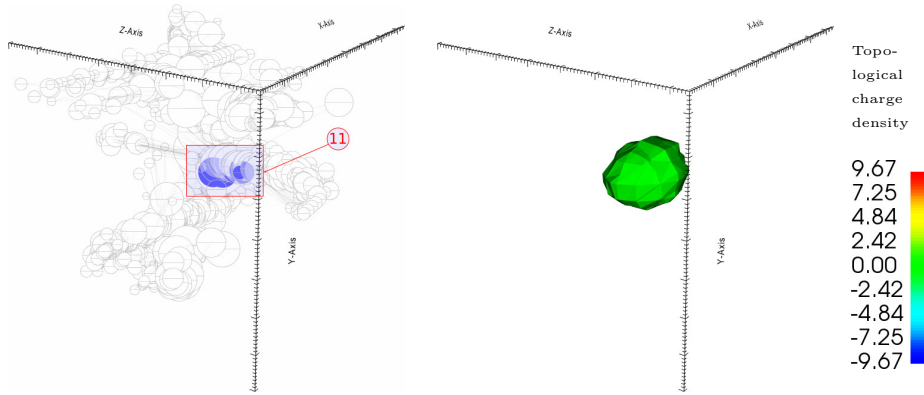 Z-Axis
X-Axis
11
Y-Axis
Z-Axis
X-Axis
Y-Axis
Topo-
logical
charge
density
9.67
7.25
4.84
2.42
0.00
-2.42
-4.84
-7.25
-9.67